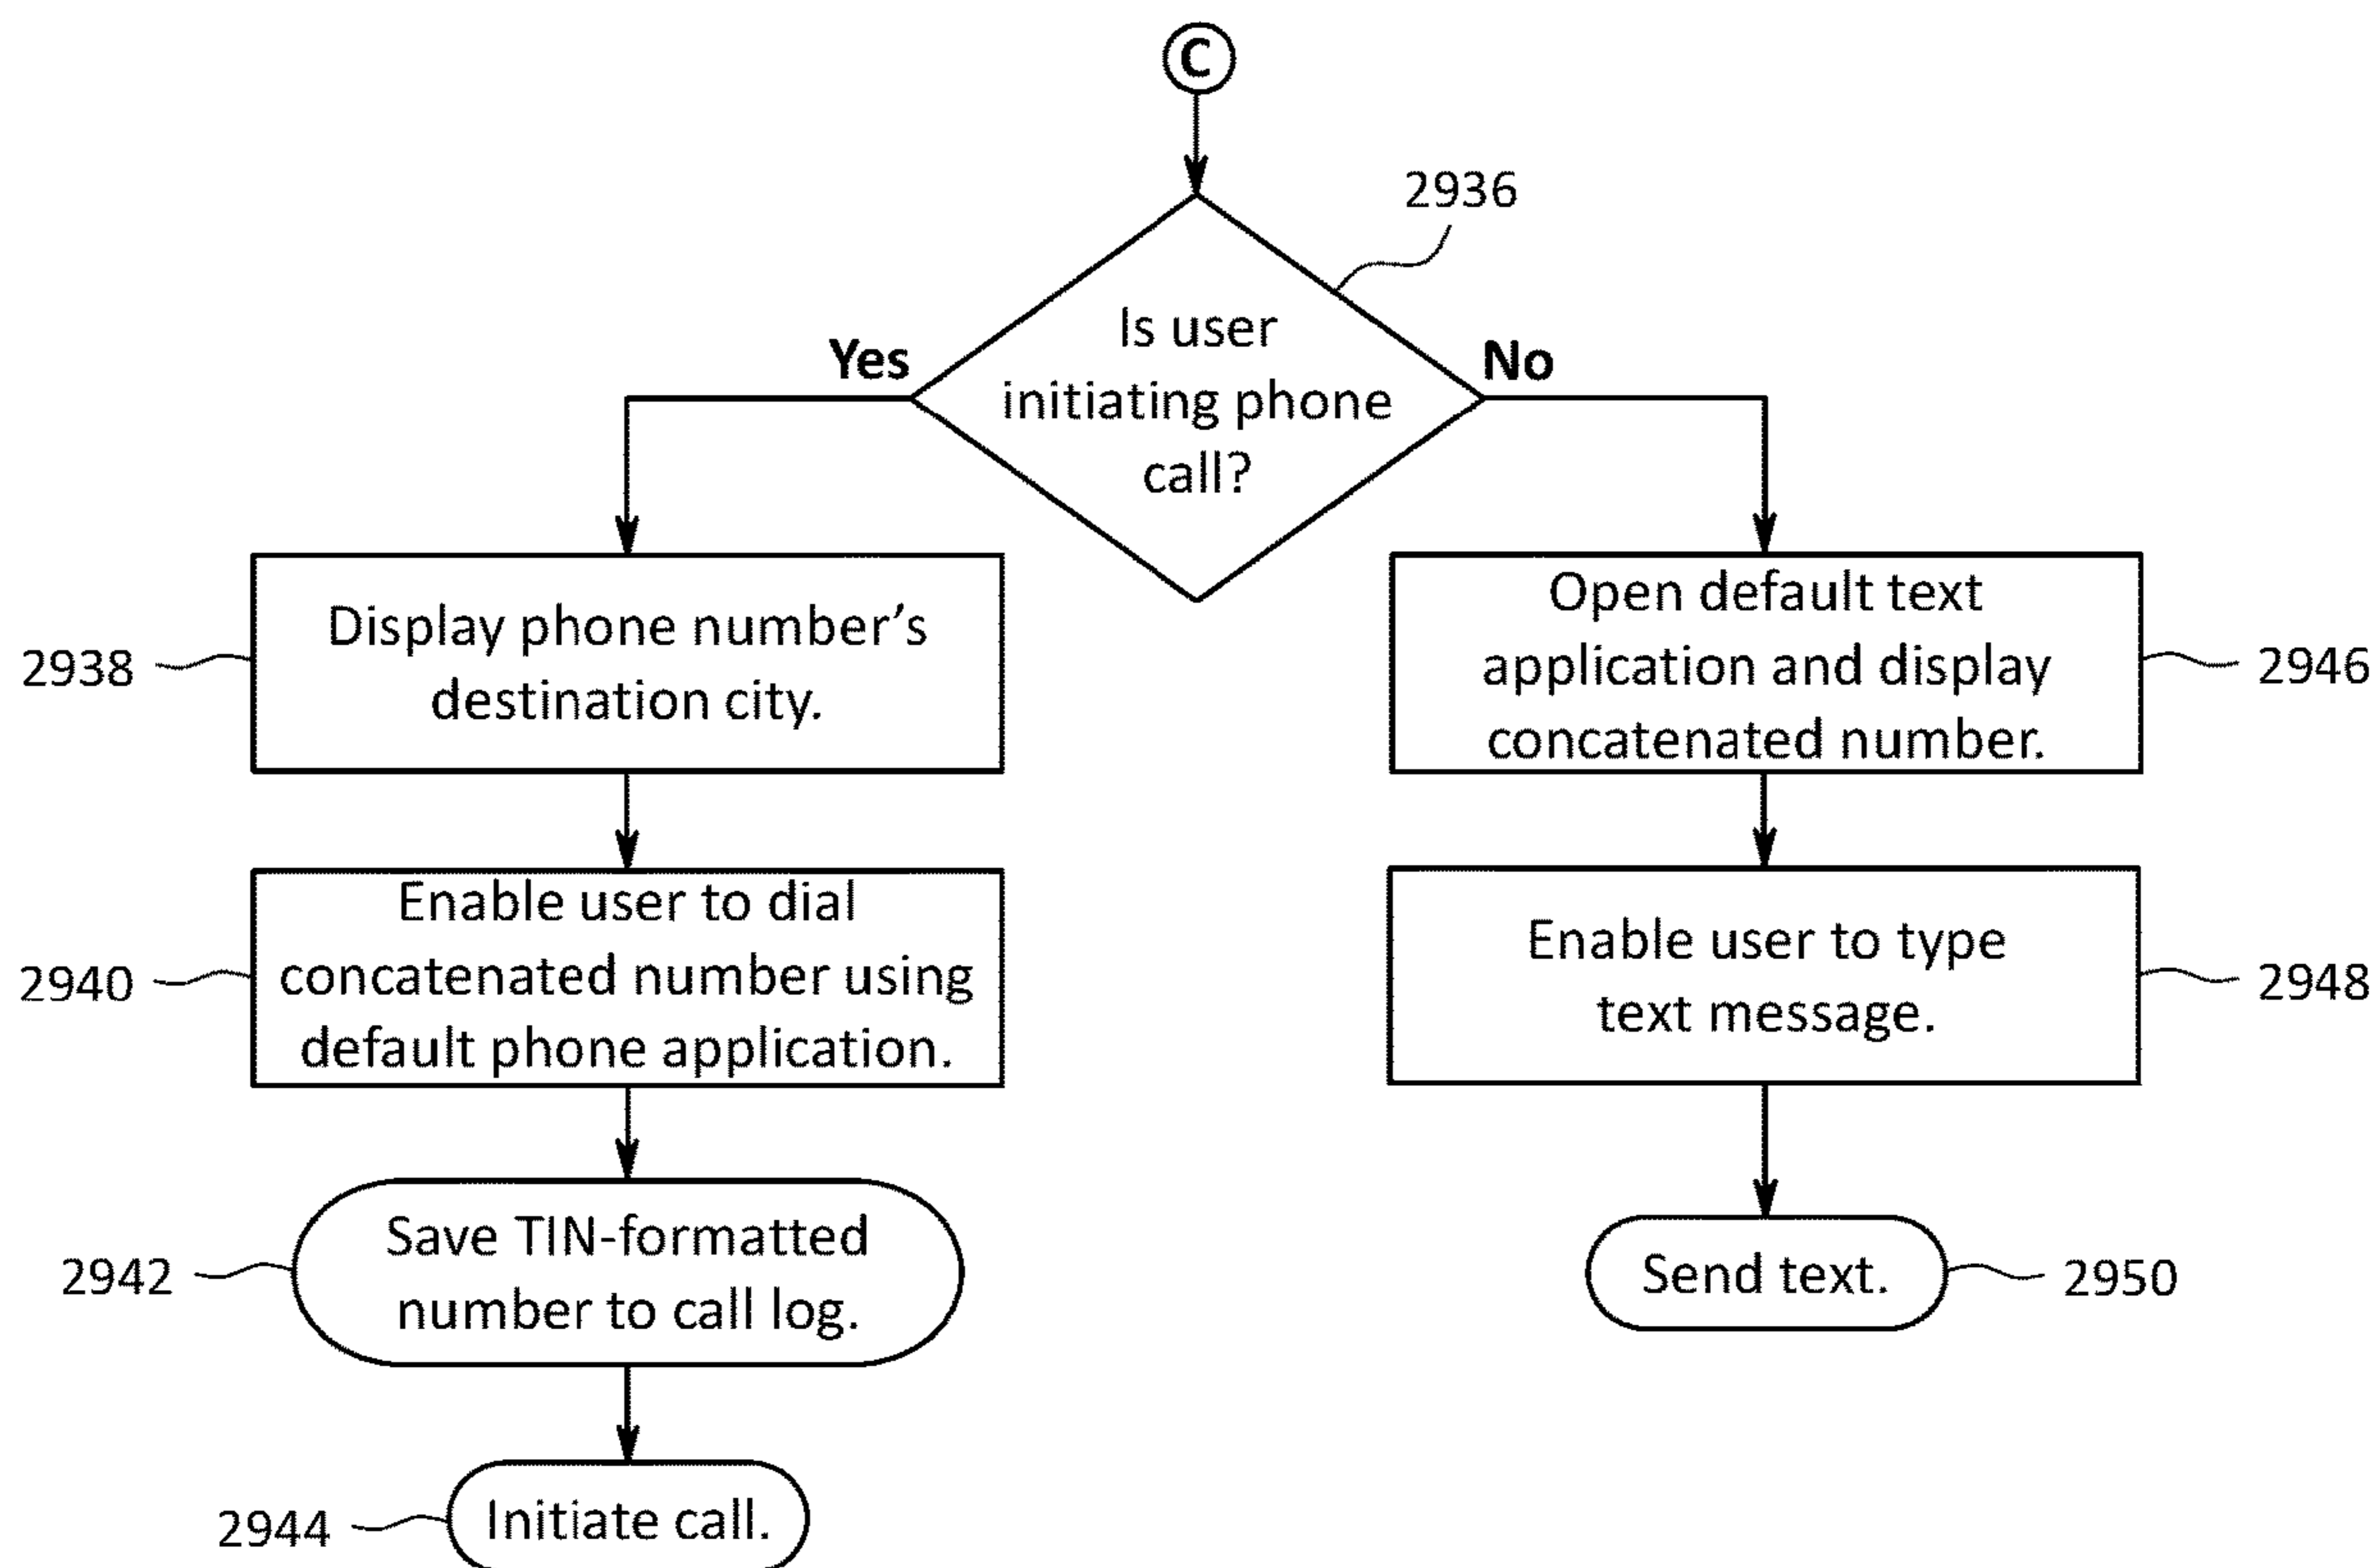 C
2936
Is user
initiating phone
call?
Yes
No
2938
Display phone number’s
destination city.
Open default text
application and display
concatenated number.
2946
2940
Enable user to dial
concatenated number using
default phone application.
Enable user to type
text message.
2948
2942
Save TIN-formatted
number to call log.
Send text.
2950
2944
Initiate call.